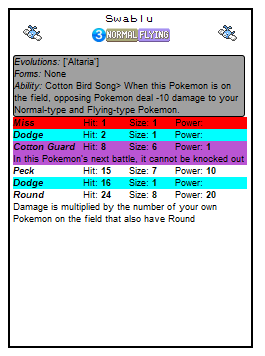 Swablu
3 NORMAL FLYING
Evolutions: ['Altaria']
Forms: None
Ability: Cotton Bird Song> When this Pokemon is on
the field, opposing Pokemon deal -10 damage to your
Normal-type and Flying-type Pokemon.
Miss Hit: 1 Size: 1 Power:
Dodge Hit: 2 Size: 1 Power:
Cotton Guard Hit: 8 Size: 6 Power: 1
In this Pokemon's next battle, it cannot be knocked out
Peck Hit: 15 Size: 7 Power: 10
Dodge Hit: 16 Size: 1 Power:
Round Hit: 24 Size: 8 Power: 20
Damage is multiplied by the number of your own
Pokemon on the field that also have Round